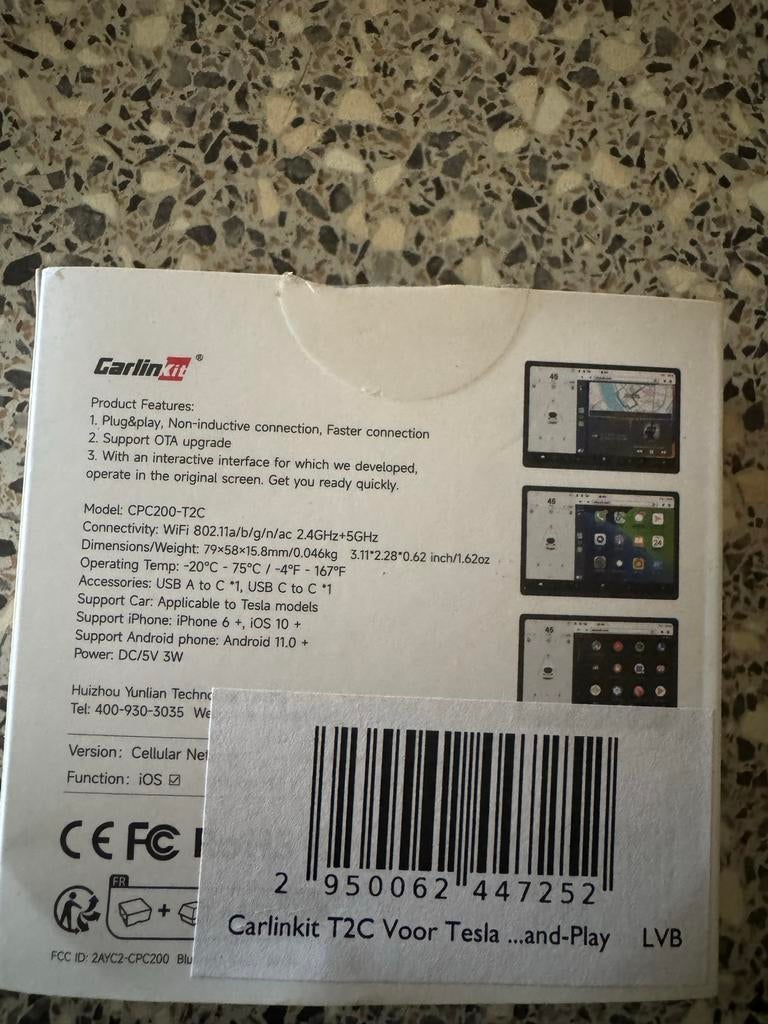 Carlinkit®
Product Features:
1. Plug&play, Non-inductive connection, Faster connection
2. Support OTA upgrade
3. With an interactive interface for which we developed,
operate in the original screen. Get you ready quickly.
Model: CPC200-T2C
Connectivity: WiFi 802.11a/b/g/n/ac 2.4GHz+5GHz
Dimensions/Weight: 79×58×15.8mm/0.046kg 3.11*2.28*0.62 inch/1.62oz
Operating Temp: -20°C - 75°C / -4°F - 167°F
Accessories: USB A to C *1, USB C to C *1
Support Car: Applicable to Tesla models
Support iPhone: iPhone 6 +, iOS 10 +
Support Android phone: Android 11.0 +
Power: DC/5V 3W
Huizhou Yunlian Techno
Tel: 400-930-3035 We
Version: Cellular Ne
Function: iOS ☑
CE FC
FR
+
FCC ID: 2AYC2-CPC200 Blu
2 950062 447252
Carlinkit T2C Voor Tesla ...and-Play LVB
45
45
45